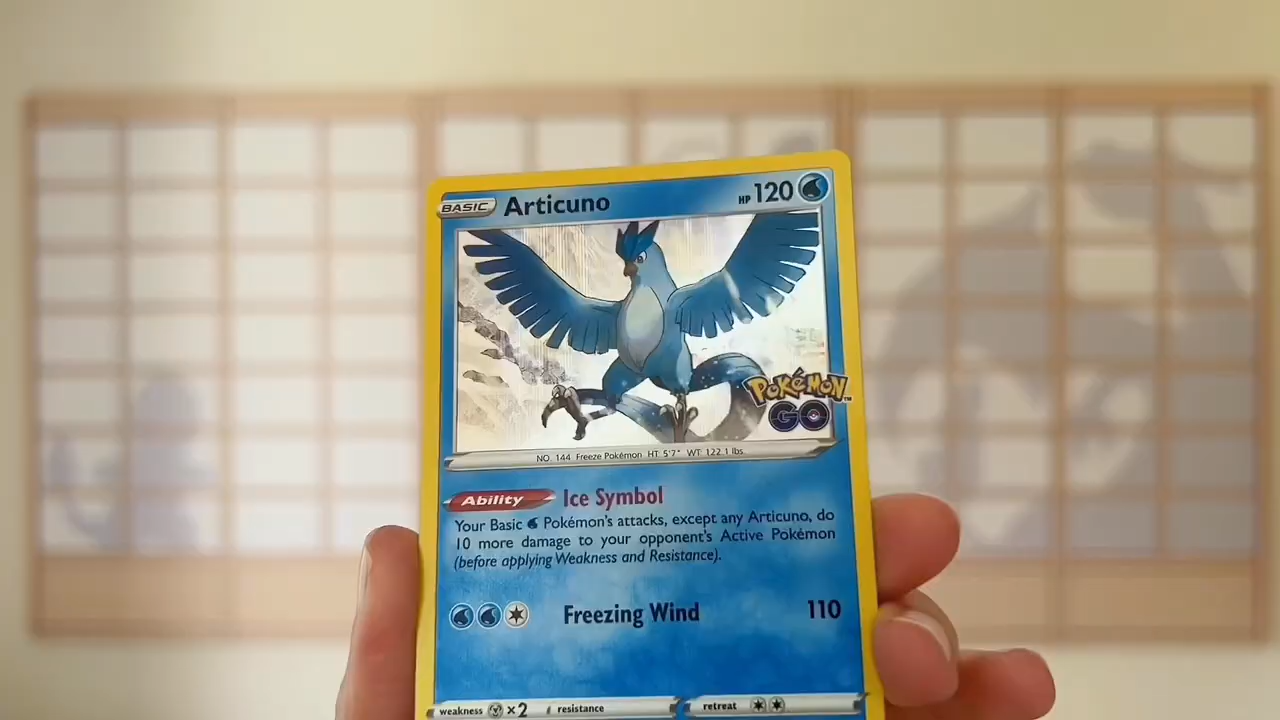 BASIC Articuno HP 120
POKÉMON™
GO
NO. 144 Freeze Pokémon HT: 5'7" WT: 122.1 lbs.
Ability Ice Symbol
Your Basic Pokémon's attacks, except any Articuno, do
10 more damage to your opponent's Active Pokémon
(before applying Weakness and Resistance).
Freezing Wind 110
weakness ×2 resistance retreat